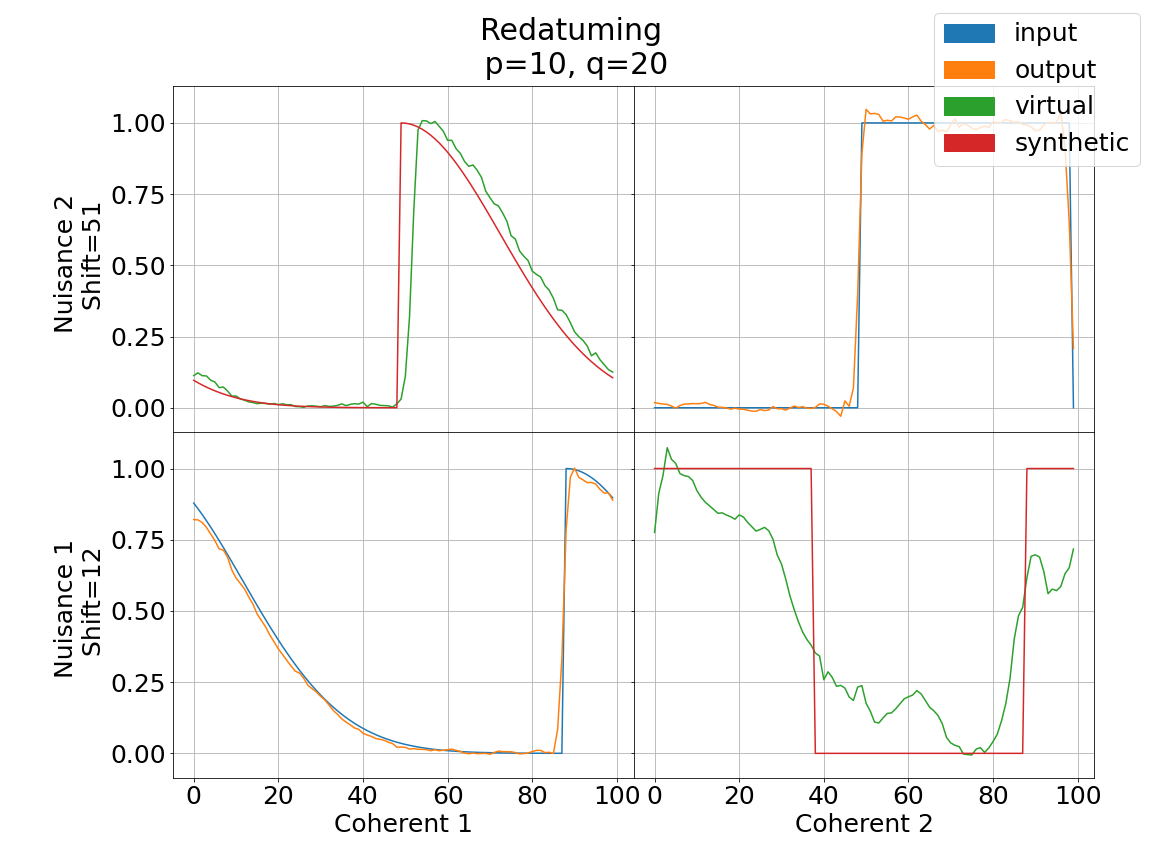 Redatuming
p=10, q=20
input
output
virtual
synthetic
Nuisance 2
Shift=51
1.00
0.75
0.50
0.25
0.00
Nuisance 1
Shift=12
1.00
0.75
0.50
0.25
0.00
0 20 40 60 80 100
0 20 40 60 80 100
Coherent 1
Coherent 2